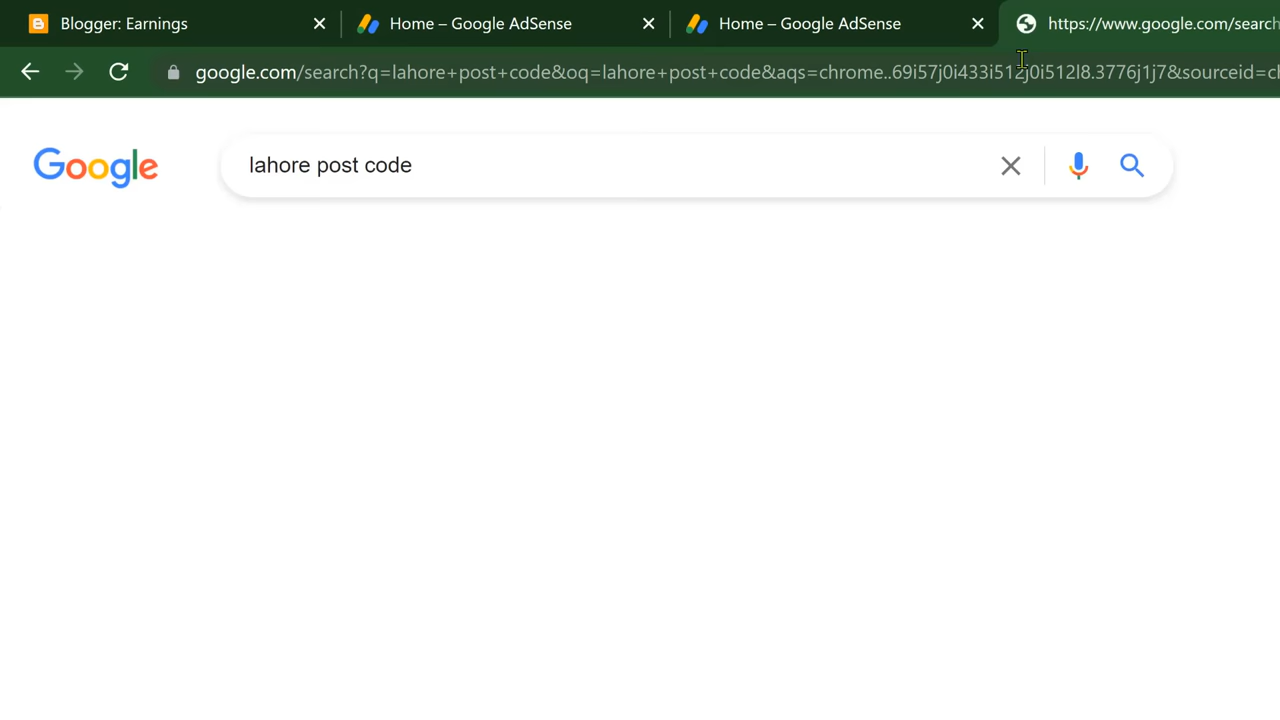 Blogger: Earnings
Home – Google AdSense
Home – Google AdSense
https://www.google.com/search
google.com/search?q=lahore+post+code&oq=lahore+post+code&aqs=chrome..69i57j0i433i512j0i512l8.3776j1j7&sourceid=ch
Google
lahore post code